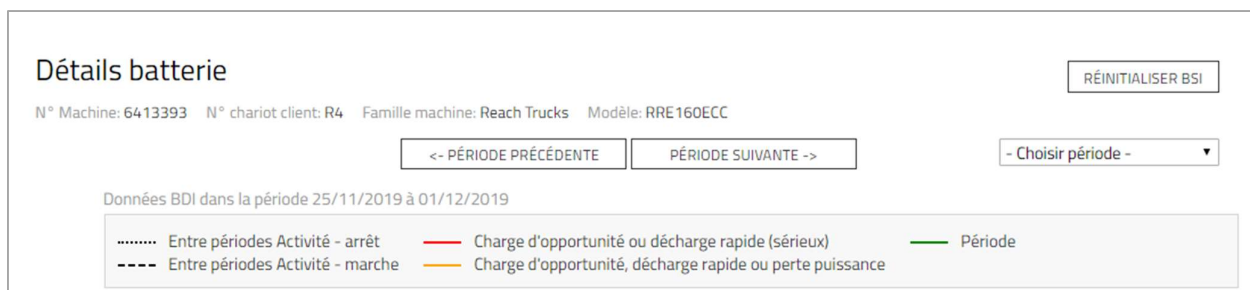 Détails batterie
RÉINITIALISER BSI
N° Machine: 6413393 N° chariot client: R4 Famille machine: Reach Trucks Modèle: RRE160ECC
<- PÉRIODE PRÉCÉDENTE PÉRIODE SUIVANTE -> - Choisir période -
Données BDI dans la période 25/11/2019 à 01/12/2019
Entre périodes Activité - arrêt Charge d'opportunité ou décharge rapide (sérieux) Période
Entre périodes Activité - marche Charge d'opportunité, décharge rapide ou perte puissance